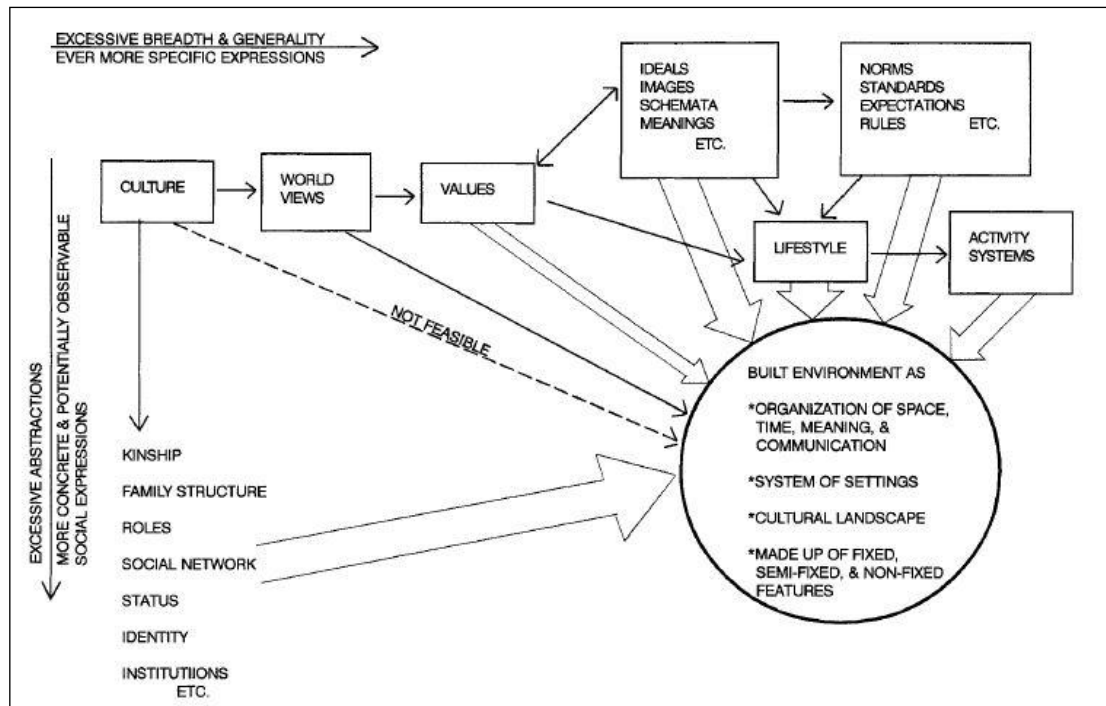 EXCESSIVE BREADTH & GENERALITY
EVER MORE SPECIFIC EXPRESSIONS
IDEALS
IMAGES
SCHEMATA
MEANINGS
ETC.
NORMS
STANDARDS
EXPECTATIONS
RULES ETC.
CULTURE
WORLD
VIEWS
VALUES
LIFESTYLE
ACTIVITY
SYSTEMS
NOT FEASIBLE
EXCESSIVE ABSTRACTIONS
MORE CONCRETE & POTENTIALLY OBSERVABLE
SOCIAL EXPRESSIONS
KINSHIP
FAMILY STRUCTURE
ROLES
SOCIAL NETWORK
STATUS
IDENTITY
INSTITUTIIONS
ETC.
BUILT ENVIRONMENT AS
*ORGANIZATION OF SPACE,
TIME, MEANING, &
COMMUNICATION
*SYSTEM OF SETTINGS
*CULTURAL LANDSCAPE
*MADE UP OF FIXED,
SEMI-FIXED, & NON-FIXED
FEATURES